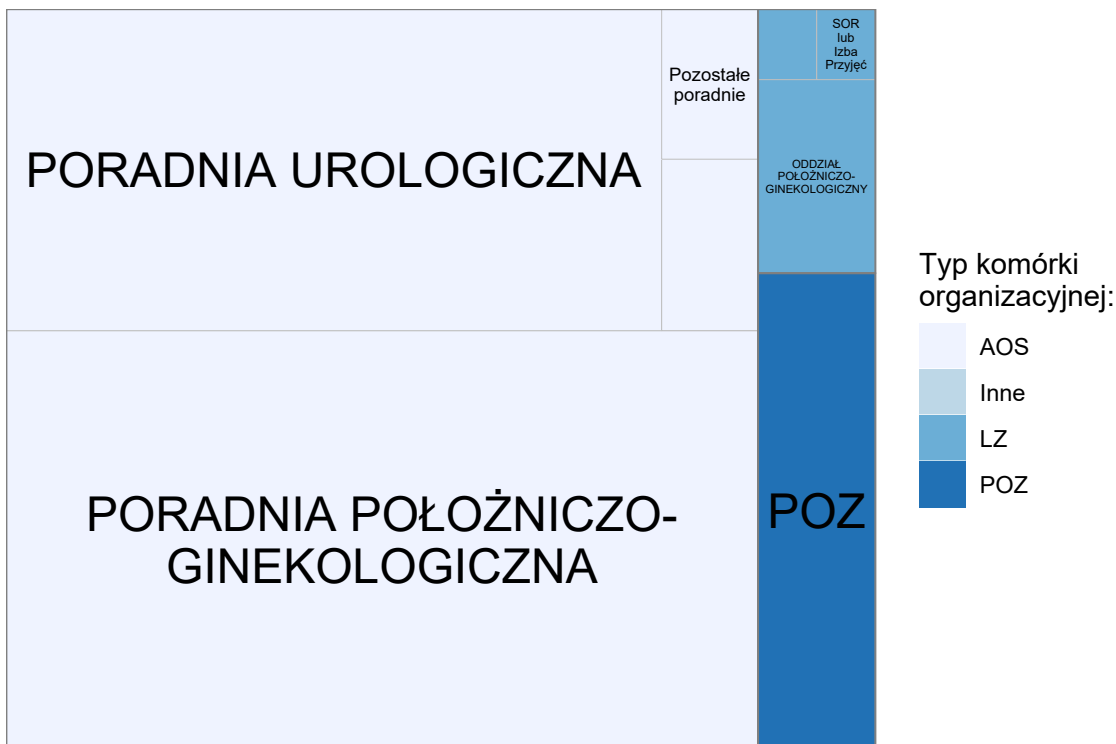 PORADNIA UROLOGICZNA
Pozostałe
poradnie
SOR
lub
Izba
Przyjęć
ODDZIAŁ
POŁOŻNICZO-
GINEKOLOGICZNY
PORADNIA POŁOŻNICZO-
GINEKOLOGICZNA
POZ
Typ komórki
organizacyjnej:
AOS
Inne
LZ
POZ